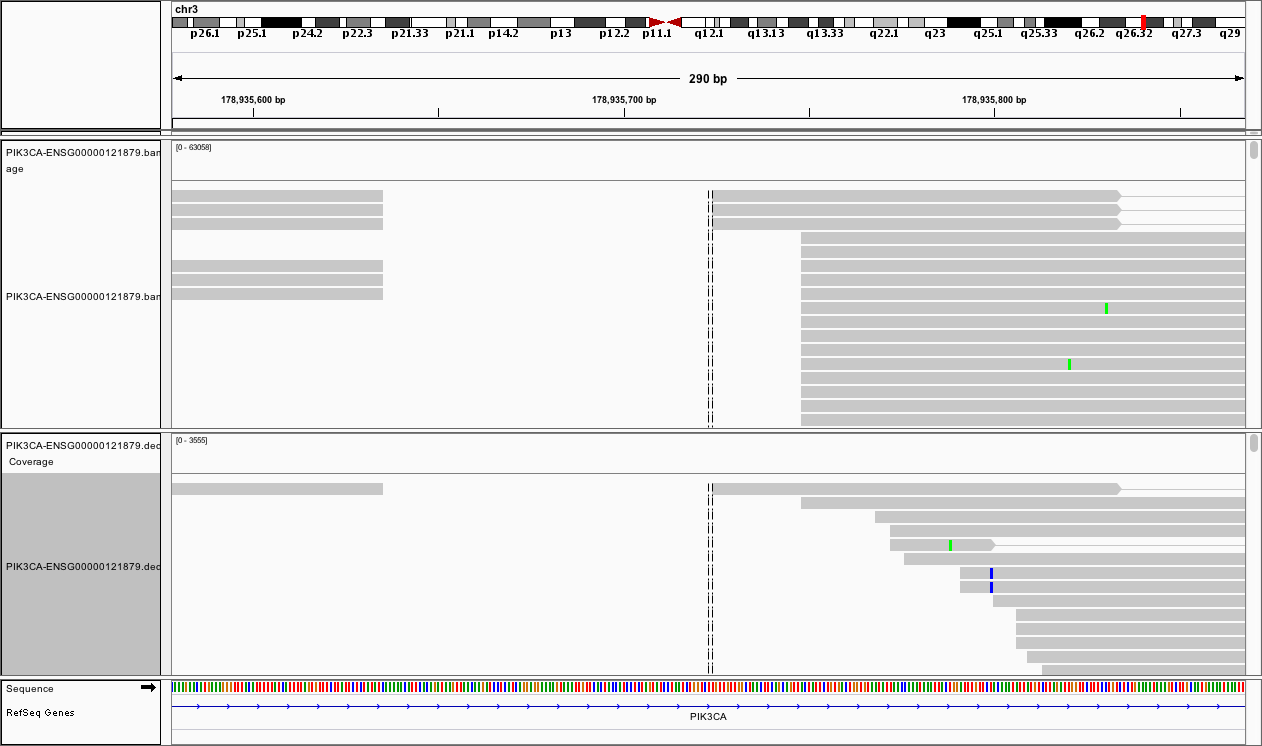 chr3
p26.1 p25.1 p24.2 p22.3 p21.33 p21.1 p14.2 p13 p12.2 p11.1 q12.1 q13.13 q13.33 q22.1 q23 q25.1 q25.33 q26.2 q26.32 q27.3 q29
290 bp
178,935,600 bp 178,935,700 bp 178,935,800 bp
PIK3CA-ENSG00000121879.bam
age
[0 - 63058]
PIK3CA-ENSG00000121879.bam
PIK3CA-ENSG00000121879.dec
Coverage
[0 - 3555]
PIK3CA-ENSG00000121879.dec
Sequence
RefSeq Genes
PIK3CA